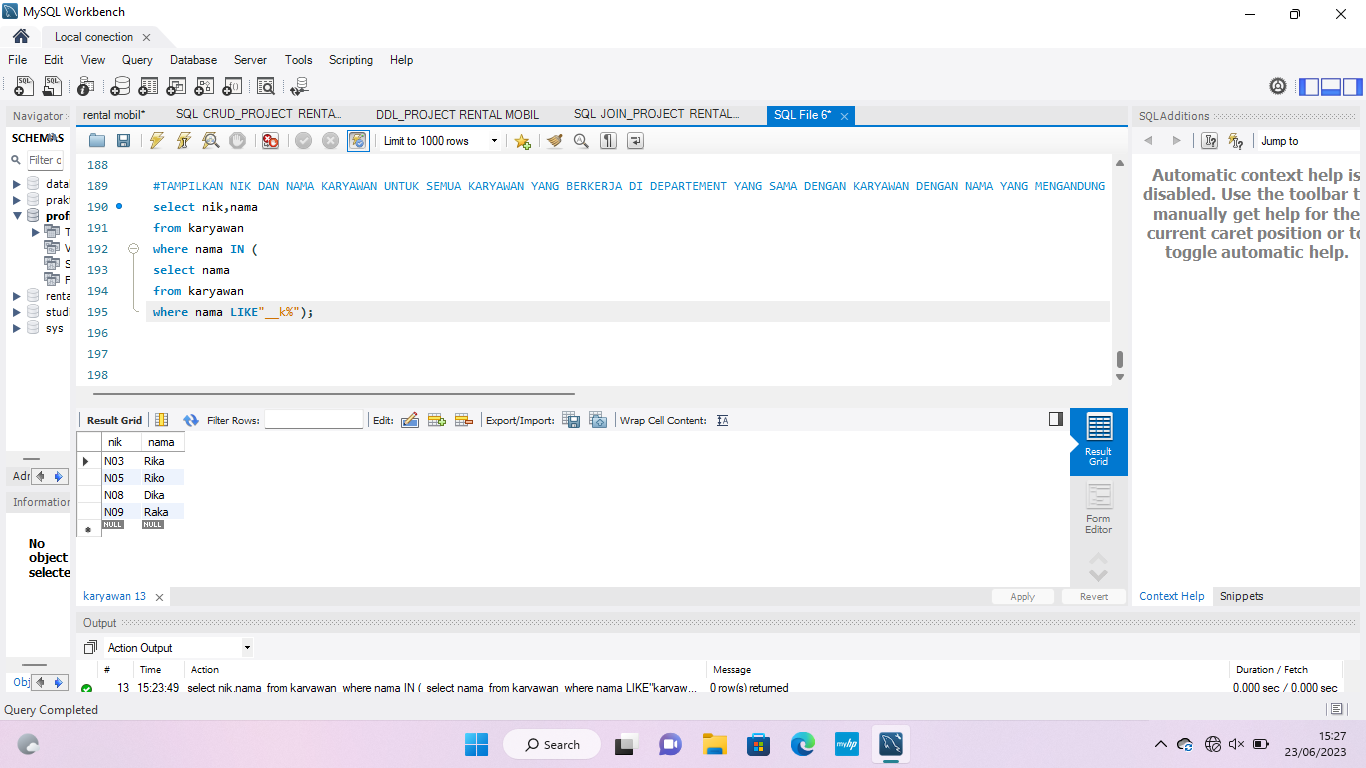 MySQL Workbench
Local conection
File Edit View Query Database Server Tools Scripting Help
Navigator
SCHEMAS
Filter o
datal
prakt
profi
T
V
S
F
renta
studi
sys
Adr
Information
No object selecte
Obj
rental mobil* SQL CRUD_PROJECT RENTA... DDL_PROJECT RENTAL MOBIL SQL JOIN_PROJECT RENTAL... SQL File 6*
Limit to 1000 rows
188
189 #TAMPILKAN NIK DAN NAMA KARYAWAN UNTUK SEMUA KARYAWAN YANG BERKERJA DI DEPARTEMENT YANG SAMA DENGAN KARYAWAN DENGAN NAMA YANG MENGANDUNG
190 select nik,nama
191 from karyawan
192 where nama IN (
193 select nama
194 from karyawan
195 where nama LIKE"__k%");
196
197
198
Result Grid Filter Rows: Edit: Export/Import: Wrap Cell Content:
nik nama
N03 Rika
N05 Riko
N08 Dika
N09 Raka
NULL NULL
Result Grid
Form Editor
karyawan 13
Apply Revert
SQLAdditions
Jump to
Automatic context help is
disabled. Use the toolbar t
manually get help for the
current caret position or to
toggle automatic help.
Context Help Snippets
Output
Action Output
# Time Action Message Duration / Fetch
13 15:23:49 select nik,nama from karyawan where nama IN ( select nama from karyawan where nama LIKE"karyaw... 0 row(s) returned 0.000 sec / 0.000 sec
Query Completed
Search
myhp
15:27
23/06/2023